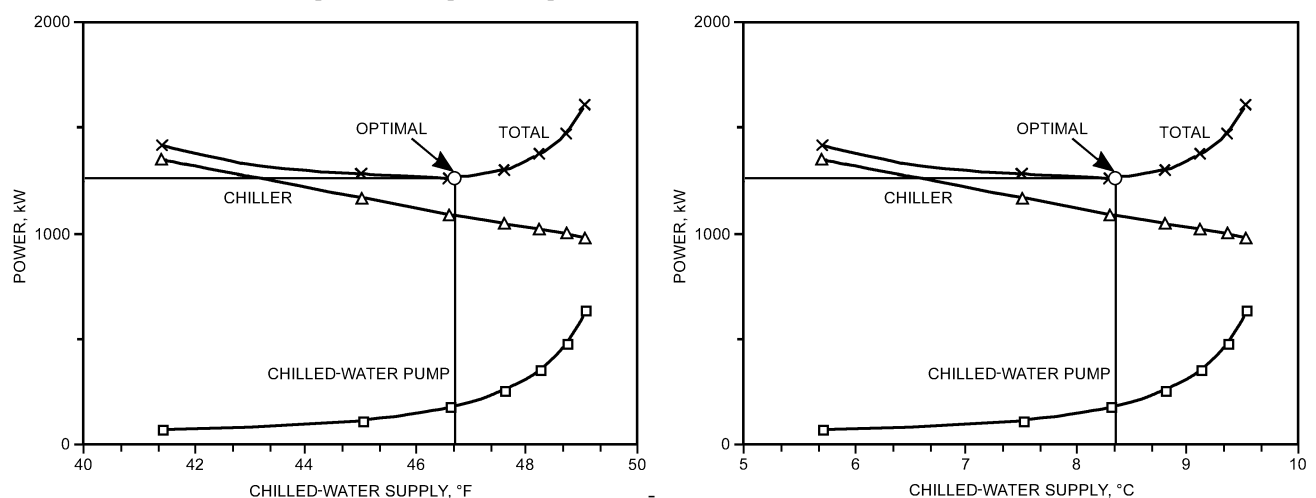 2000
OPTIMAL
TOTAL
CHILLER
POWER, kW
1000
CHILLED-WATER PUMP
0
40 42 44 46 48 50
CHILLED-WATER SUPPLY, °F
2000
OPTIMAL
TOTAL
CHILLER
POWER, kW
1000
CHILLED-WATER PUMP
0
5 6 7 8 9 10
CHILLED-WATER SUPPLY, °C